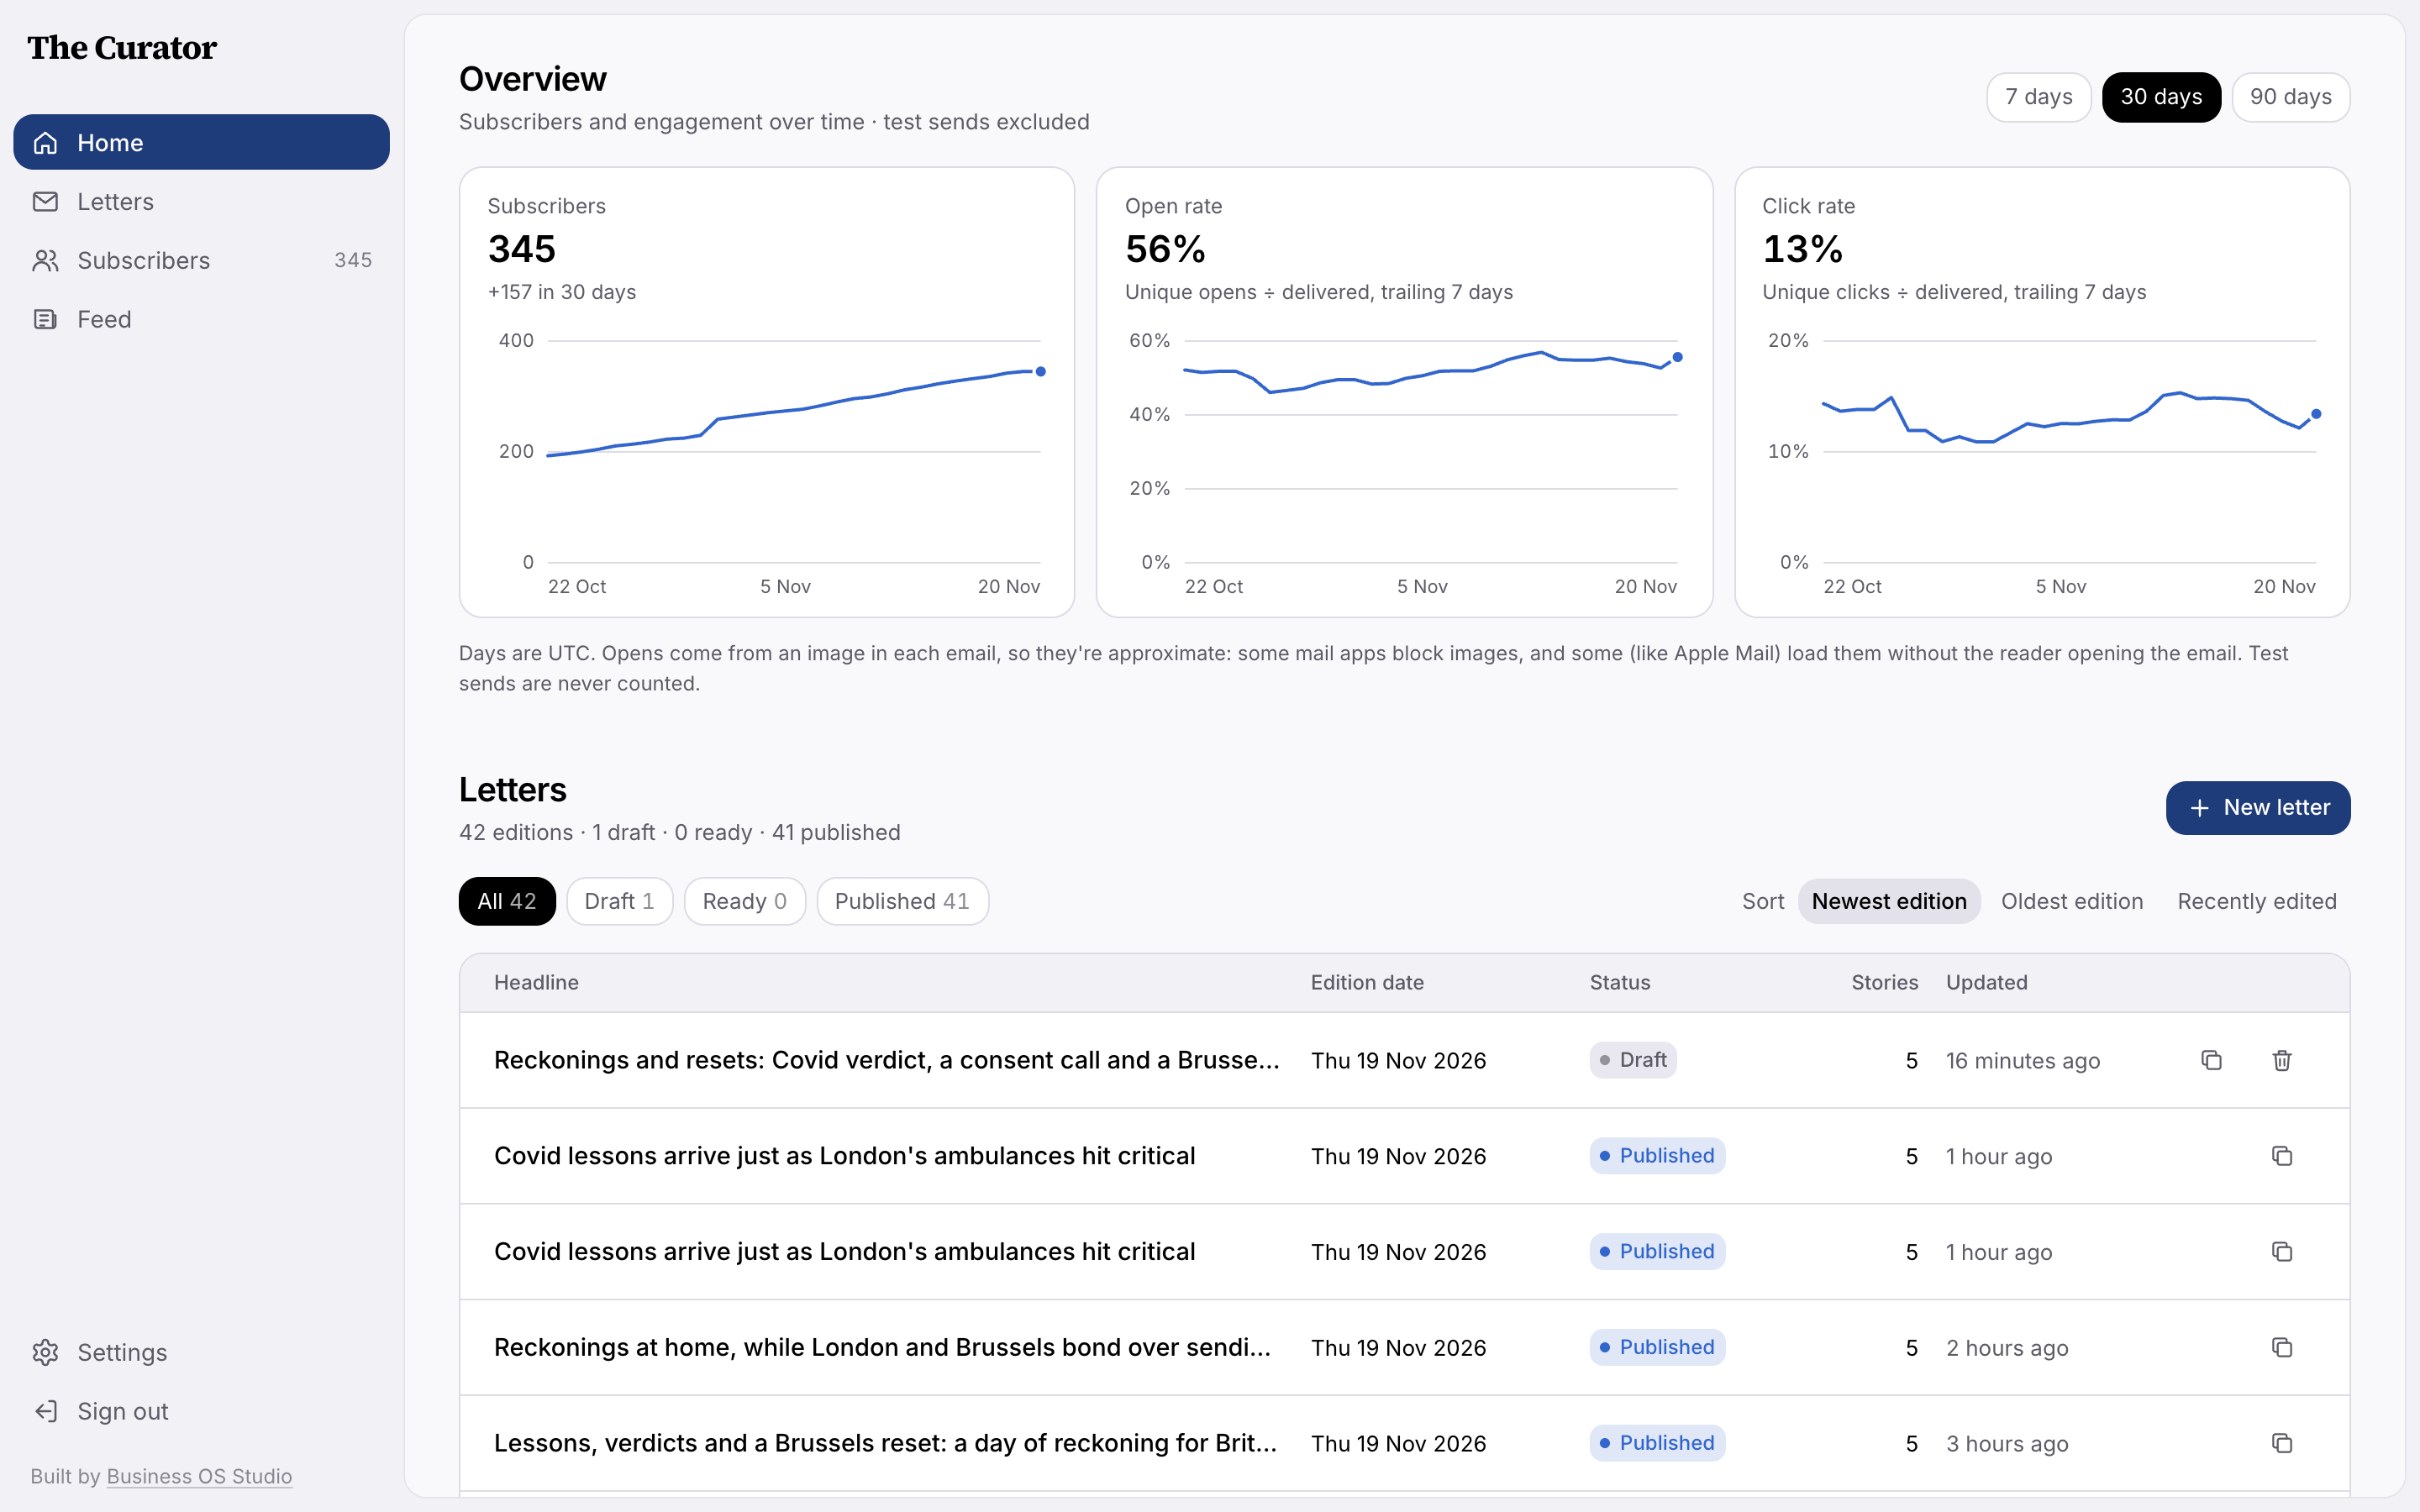 The Curator
Home
Letters
Subscribers 345
Feed
Settings
Sign out
Built by Business OS Studio
Overview
Subscribers and engagement over time · test sends excluded
7 days 30 days 90 days
Subscribers
345
+157 in 30 days
400
200
0
22 Oct 5 Nov 20 Nov
Open rate
56%
Unique opens ÷ delivered, trailing 7 days
60%
40%
20%
0%
22 Oct 5 Nov 20 Nov
Click rate
13%
Unique clicks ÷ delivered, trailing 7 days
20%
10%
0%
22 Oct 5 Nov 20 Nov
Days are UTC. Opens come from an image in each email, so they're approximate: some mail apps block images, and some (like Apple Mail) load them without the reader opening the email. Test
sends are never counted.
Letters
42 editions · 1 draft · 0 ready · 41 published
New letter
All 42 Draft 1 Ready 0 Published 41
Sort Newest edition Oldest edition Recently edited
Headline Edition date Status Stories Updated
Reckonings and resets: Covid verdict, a consent call and a Brusse... Thu 19 Nov 2026 Draft 5 16 minutes ago
Covid lessons arrive just as London's ambulances hit critical Thu 19 Nov 2026 Published 5 1 hour ago
Covid lessons arrive just as London's ambulances hit critical Thu 19 Nov 2026 Published 5 1 hour ago
Reckonings at home, while London and Brussels bond over sendi... Thu 19 Nov 2026 Published 5 2 hours ago
Lessons, verdicts and a Brussels reset: a day of reckoning for Brit... Thu 19 Nov 2026 Published 5 3 hours ago